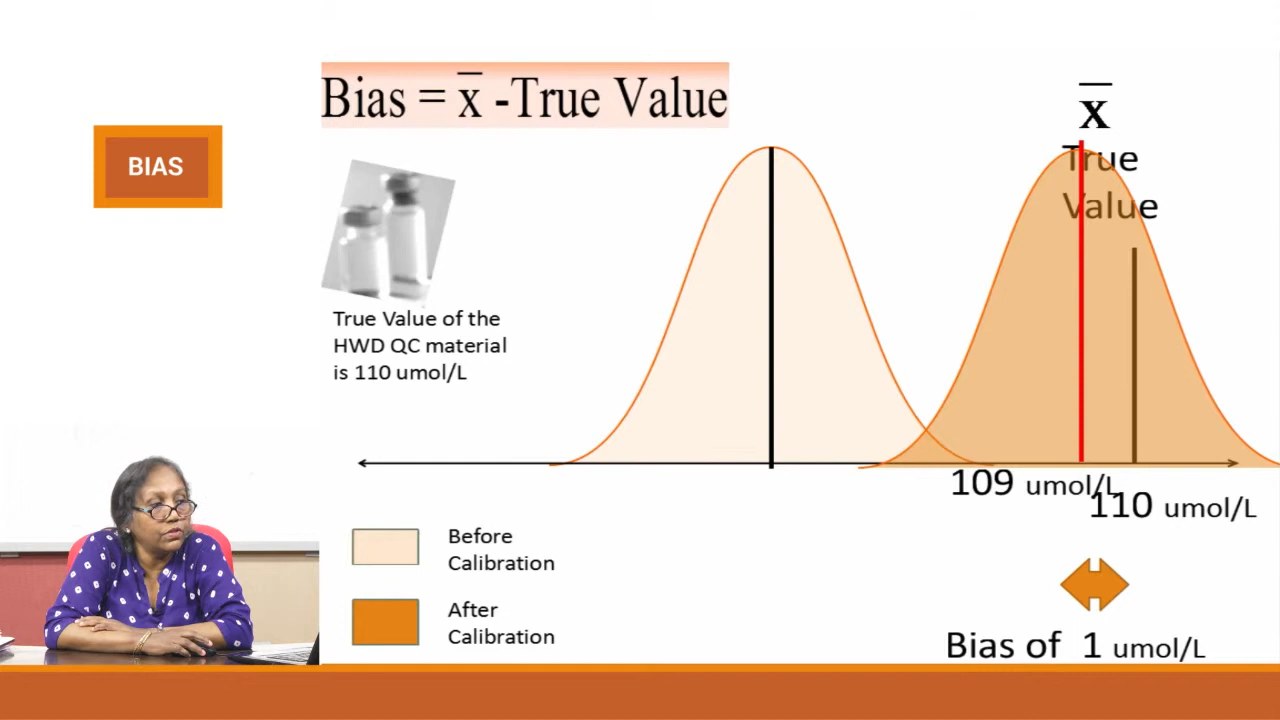 BIAS
Bias = x̅ -True Value
x̅
True
Value
True Value of the
HWD QC material
is 110 umol/L
109 umol/L
110 umol/L
Before
Calibration
After
Calibration
Bias of 1 umol/L